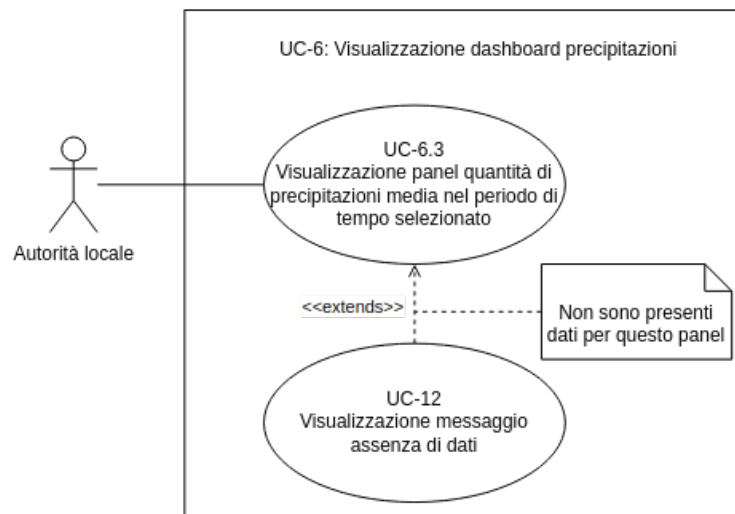 UC-6: Visualizzazione dashboard precipitazioni
UC-6.3
Visualizzazione panel quantità di
precipitazioni media nel periodo di
tempo selezionato
Autorità locale
<<extends>>
Non sono presenti
dati per questo panel
UC-12
Visualizzazione messaggio
assenza di dati